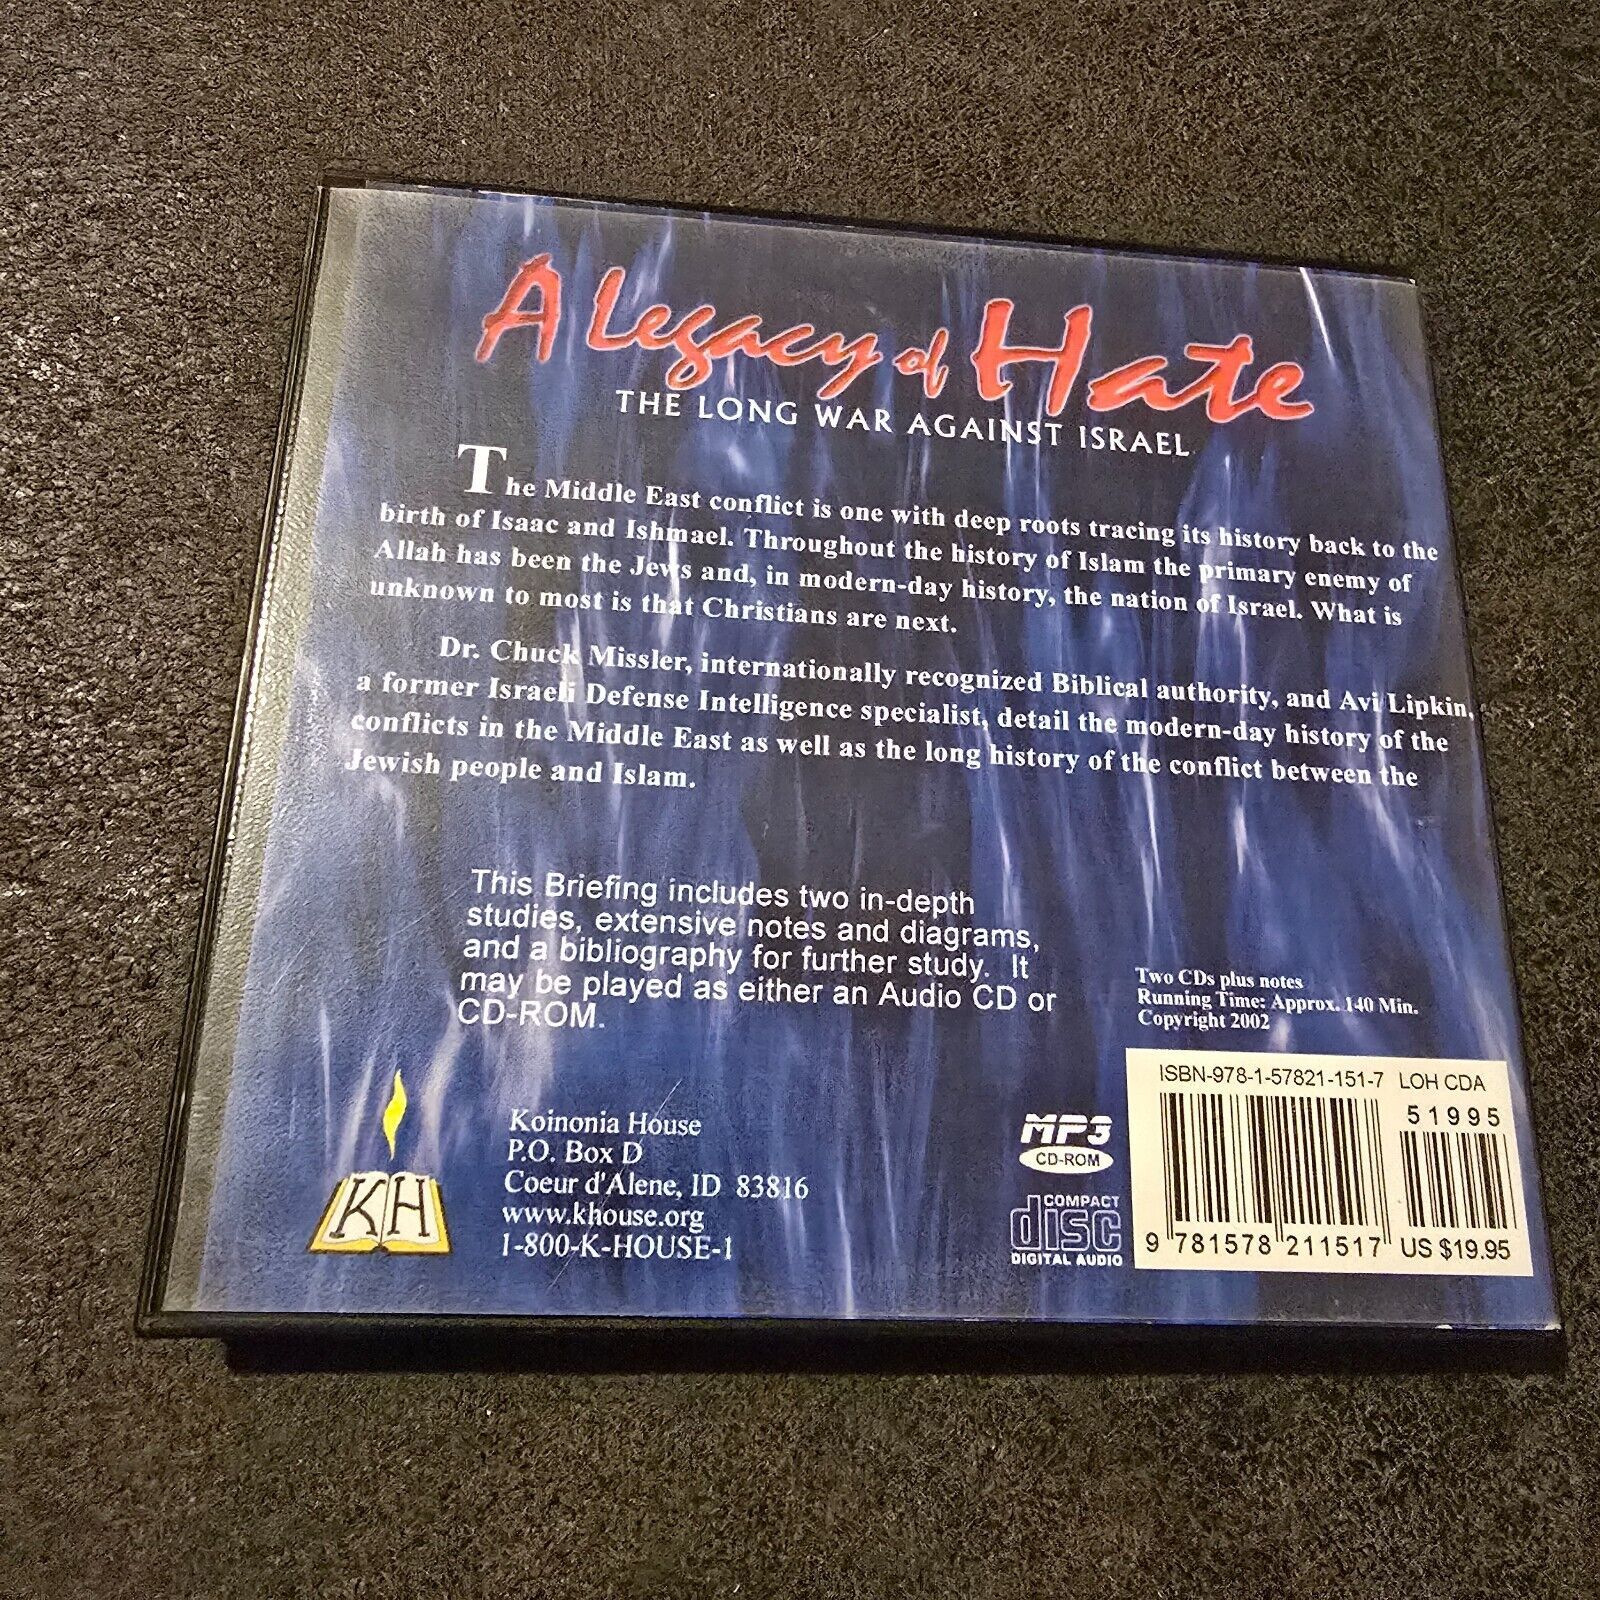 A Legacy of Hate
THE LONG WAR AGAINST ISRAEL
The Middle East conflict is one with deep roots tracing its history back to the
birth of Isaac and Ishmael. Throughout the history of Islam the primary enemy of
Allah has been the Jews and, in modern-day history, the nation of Israel. What is
unknown to most is that Christians are next.
Dr. Chuck Missler, internationally recognized Biblical authority, and Avi Lipkin,
a former Israeli Defense Intelligence specialist, detail the modern-day history of the
conflicts in the Middle East as well as the long history of the conflict between the
Jewish people and Islam.
This Briefing includes two in-depth
studies, extensive notes and diagrams,
and a bibliography for further study. It
may be played as either an Audio CD or
CD-ROM.
Two CDs plus notes
Running Time: Approx. 140 Min.
Copyright 2002
KH
Koinonia House
P.O. Box D
Coeur d'Alene, ID 83816
www.khouse.org
1-800-K-HOUSE-1
MP3
CD-ROM
COMPACT
disc
DIGITAL AUDIO
ISBN-978-1-57821-151-7 LOH CDA
51995
9 781578 211517 US $19.95